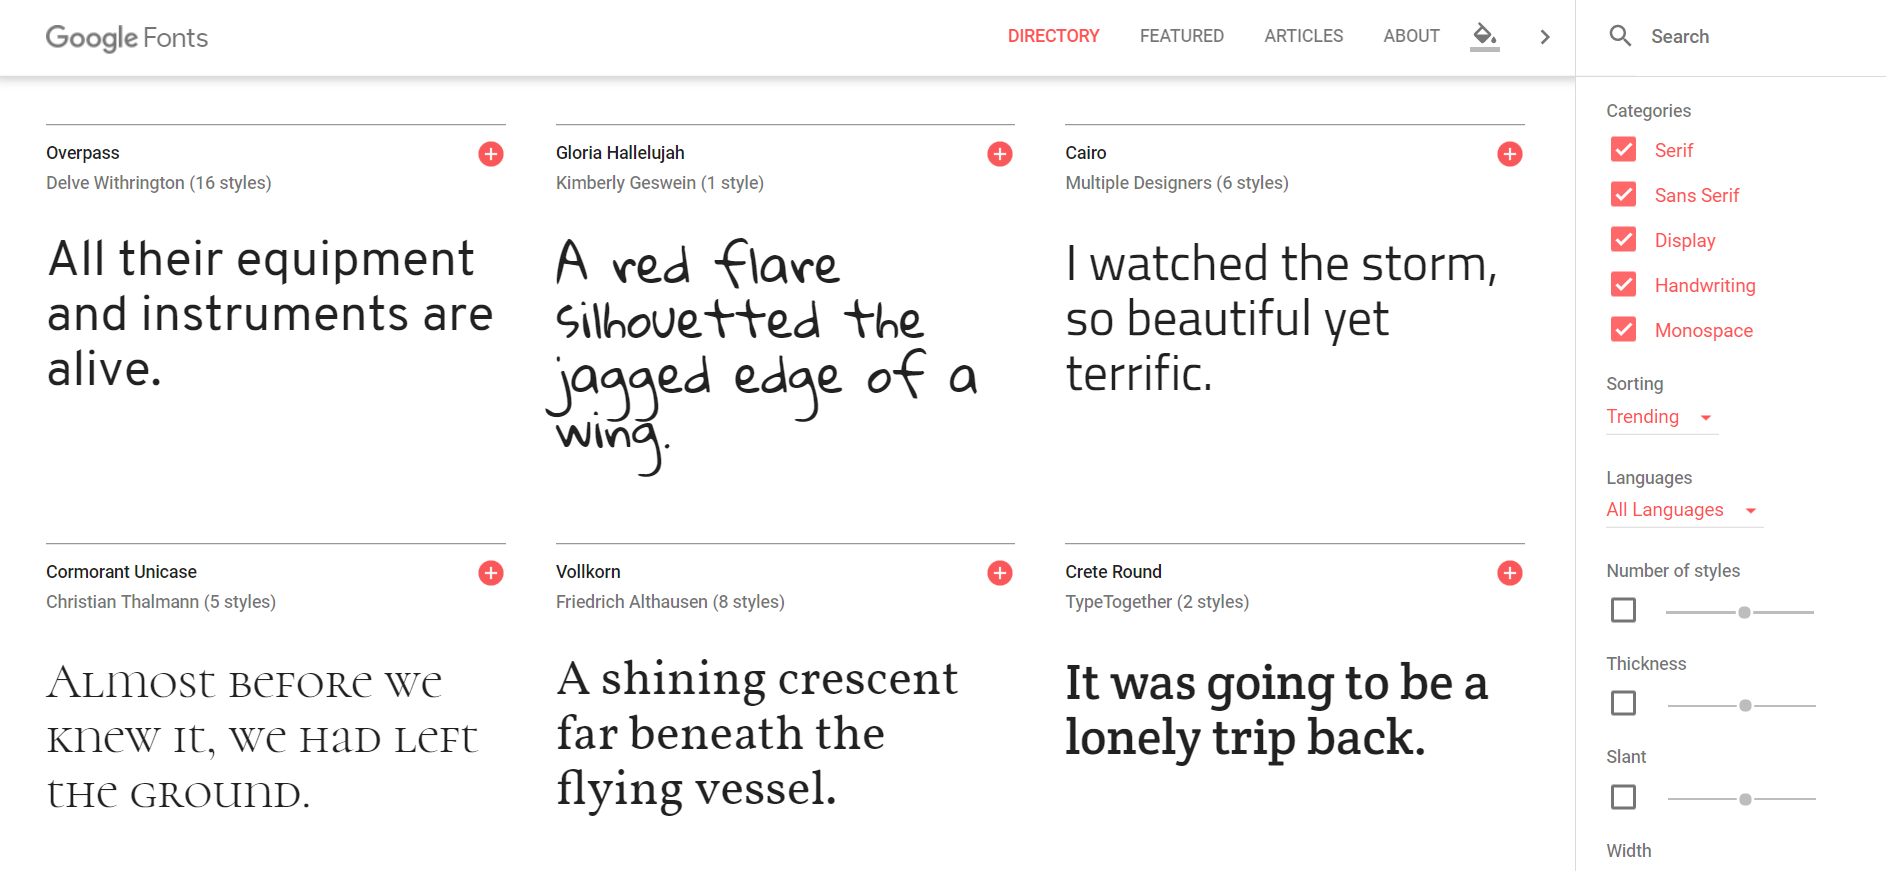 Google Fonts
DIRECTORY
FEATURED
ARTICLES
ABOUT
Search
Overpass
Delve Withrington (16 styles)
All their equipment
and instruments are
alive.
Gloria Hallelujah
Kimberly Geswein (1 style)
A red flare
silhouetted the
jagged edge of a
wing.
Cairo
Multiple Designers (6 styles)
I watched the storm,
so beautiful yet
terrific.
Cormorant Unicase
Christian Thalmann (5 styles)
Almost before we
knew it, we had left
the ground.
Vollkorn
Friedrich Althausen (8 styles)
A shining crescent
far beneath the
flying vessel.
Crete Round
TypeTogether (2 styles)
It was going to be a
lonely trip back.
Categories
Serif
Sans Serif
Display
Handwriting
Monospace
Sorting
Trending
Languages
All Languages
Number of styles
Thickness
Slant
Width